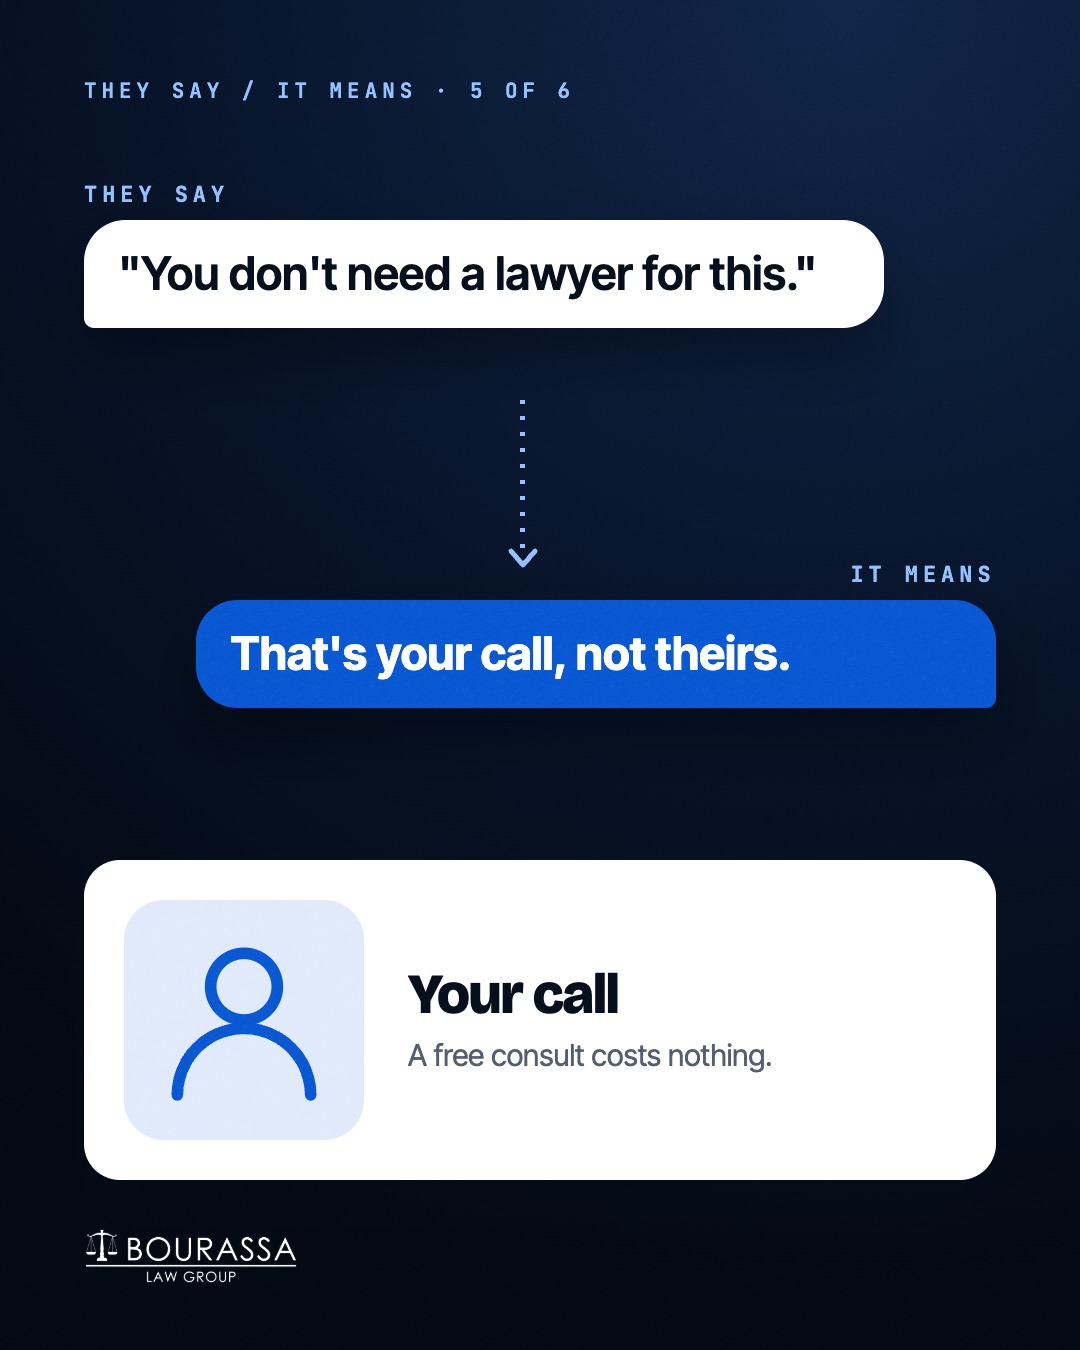 THEY SAY / IT MEANS · 5 OF 6
THEY SAY
"You don't need a lawyer for this."
IT MEANS
That's your call, not theirs.
Your call
A free consult costs nothing.
BOURASSA
LAW GROUP